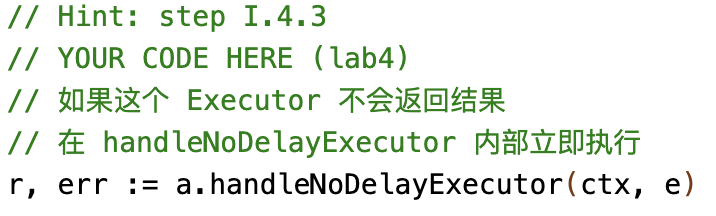 // Hint: step I.4.3
// YOUR CODE HERE (lab4)
// 如果这个 Executor 不会返回结果
// 在 handleNoDelayExecutor 内部立即执行
r, err := a.handleNoDelayExecutor(ctx, e)